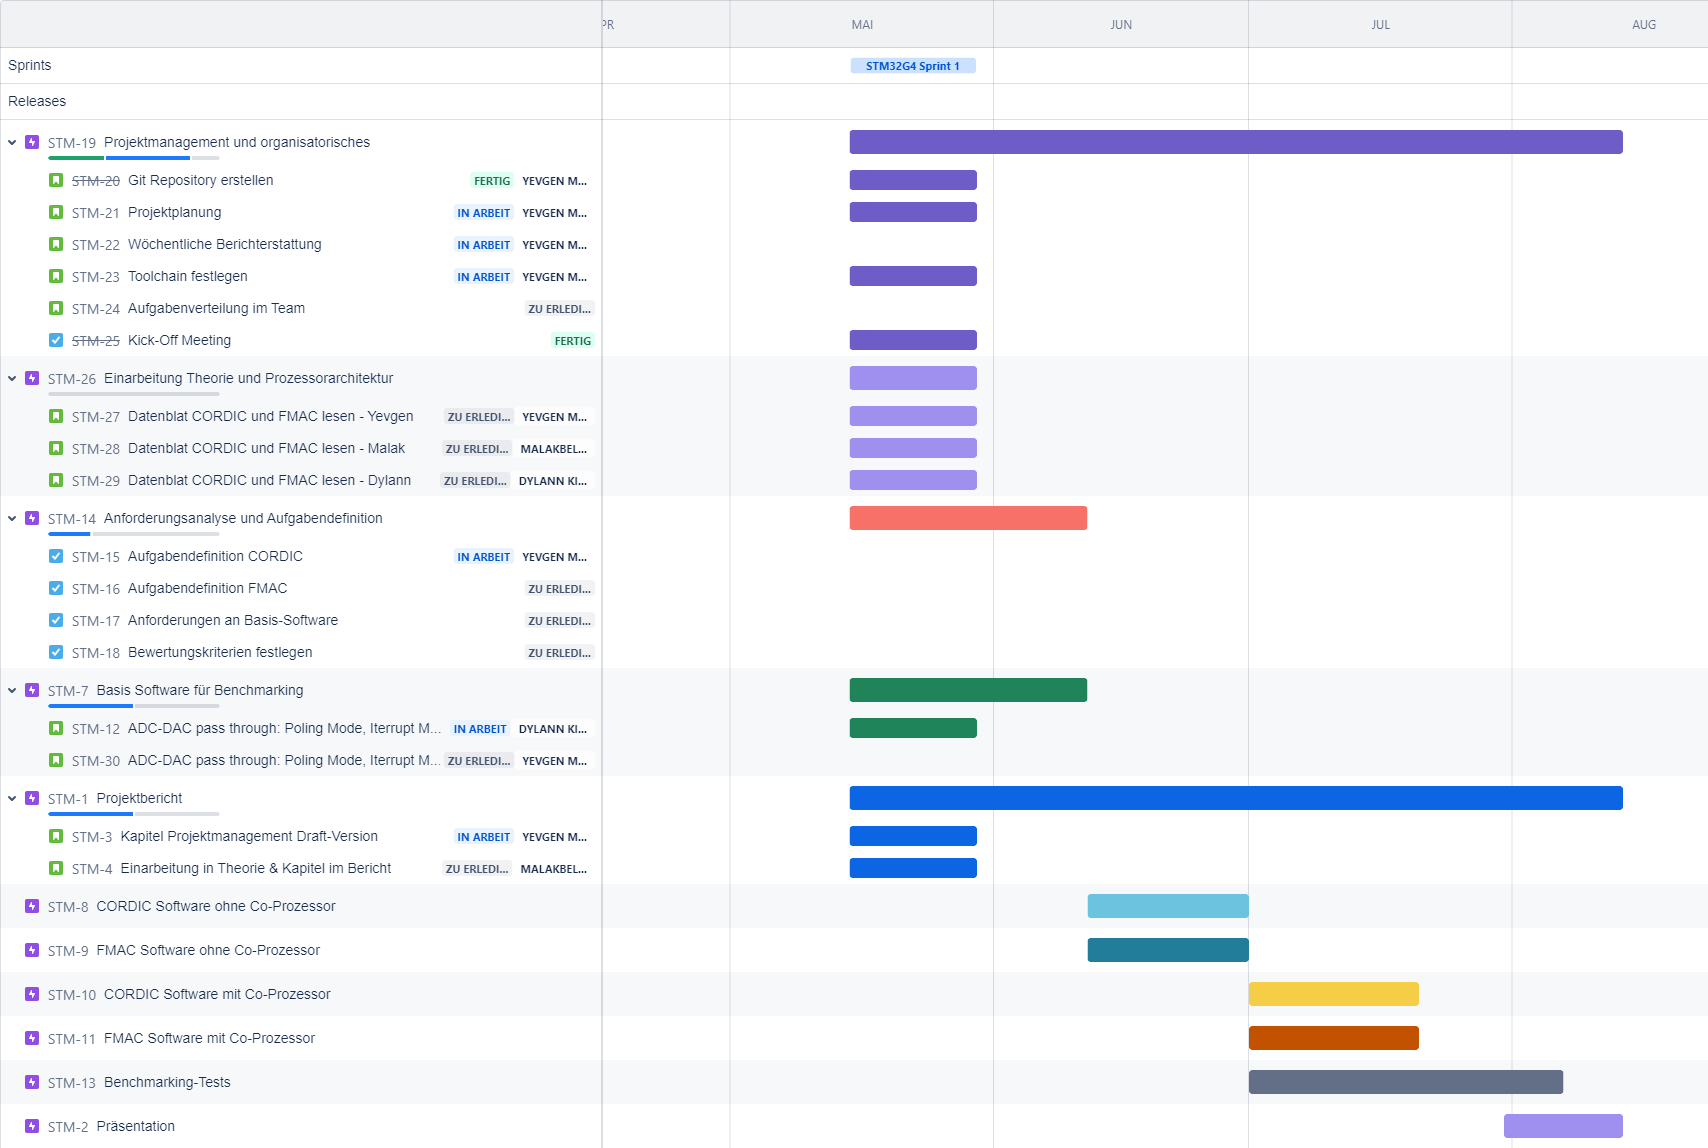 PR MAI JUN JUL AUG
Sprints STM32G4 Sprint 1
Releases
STM-19 Projektmanagement und organisatorisches
STM-20 Git Repository erstellen FERTIG YEVGEN M...
STM-21 Projektplanung IN ARBEIT YEVGEN M...
STM-22 Wöchentliche Berichterstattung IN ARBEIT YEVGEN M...
STM-23 Toolchain festlegen IN ARBEIT YEVGEN M...
STM-24 Aufgabenverteilung im Team ZU ERLEDI...
STM-25 Kick-Off Meeting FERTIG
STM-26 Einarbeitung Theorie und Prozessorarchitektur
STM-27 Datenblat CORDIC und FMAC lesen - Yevgen ZU ERLEDI... YEVGEN M...
STM-28 Datenblat CORDIC und FMAC lesen - Malak ZU ERLEDI... MALAKBEL...
STM-29 Datenblat CORDIC und FMAC lesen - Dylann ZU ERLEDI... DYLANN KI...
STM-14 Anforderungsanalyse und Aufgabendefinition
STM-15 Aufgabendefinition CORDIC IN ARBEIT YEVGEN M...
STM-16 Aufgabendefinition FMAC ZU ERLEDI...
STM-17 Anforderungen an Basis-Software ZU ERLEDI...
STM-18 Bewertungskriterien festlegen ZU ERLEDI...
STM-7 Basis Software für Benchmarking
STM-12 ADC-DAC pass through: Poling Mode, Iterrupt M... IN ARBEIT DYLANN KI...
STM-30 ADC-DAC pass through: Poling Mode, Iterrupt M... ZU ERLEDI... YEVGEN M...
STM-1 Projektbericht
STM-3 Kapitel Projektmanagement Draft-Version IN ARBEIT YEVGEN M...
STM-4 Einarbeitung in Theorie & Kapitel im Bericht ZU ERLEDI... MALAKBEL...
STM-8 CORDIC Software ohne Co-Prozessor
STM-9 FMAC Software ohne Co-Prozessor
STM-10 CORDIC Software mit Co-Prozessor
STM-11 FMAC Software mit Co-Prozessor
STM-13 Benchmarking-Tests
STM-2 Präsentation